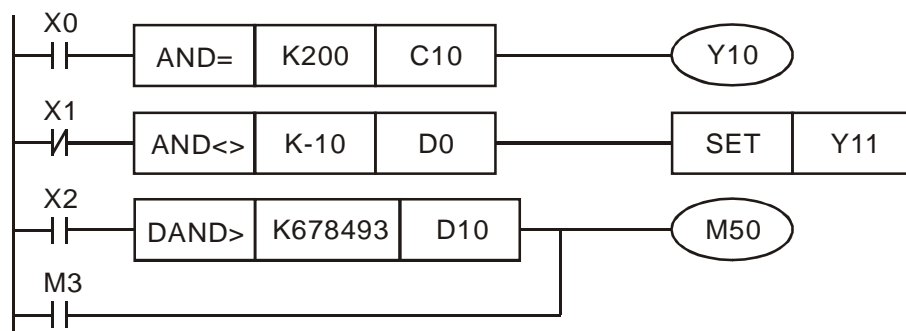 X0
AND= K200 C10 Y10
X1
AND<> K-10 D0 SET Y11
X2
DAND> K678493 D10 M50
M3